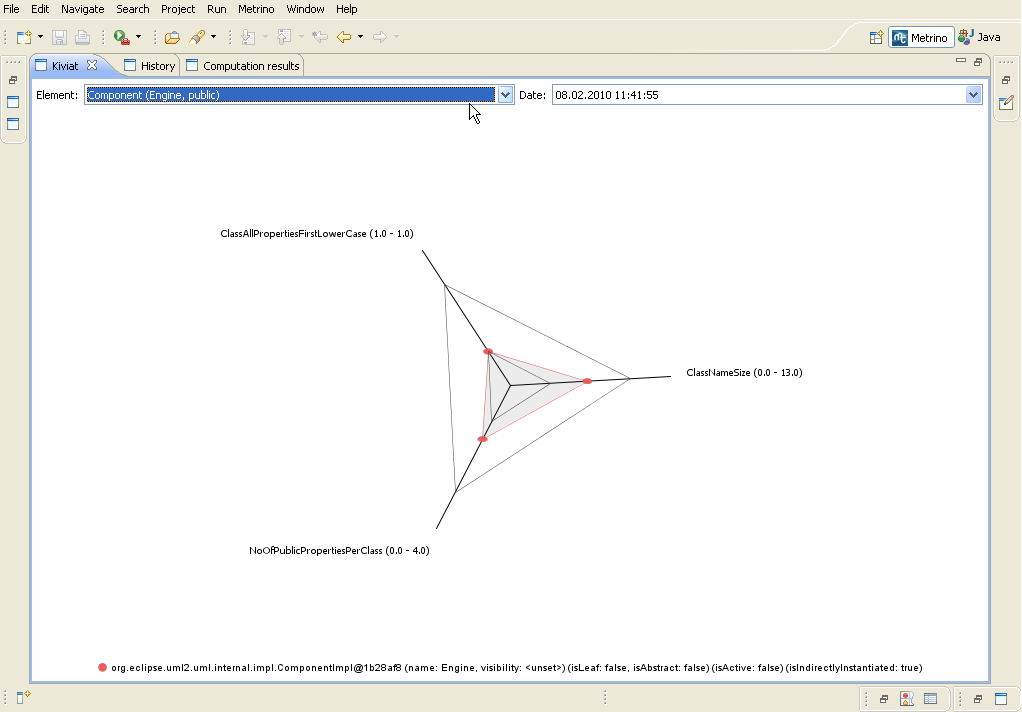 File Edit Navigate Search Project Run Metrino Window Help
Metrino Java
Kiviat History Computation results
Element: Component (Engine, public) Date: 08.02.2010 11:41:55
ClassAllPropertiesFirstLowerCase (1.0 - 1.0)
ClassNameSize (0.0 - 13.0)
NoOfPublicPropertiesPerClass (0.0 - 4.0)
org.eclipse.uml2.uml.internal.impl.ComponentImpl@1b28af8 (name: Engine, visibility: <unset>) (isLeaf: false, isAbstract: false) (isActive: false) (isIndirectlyInstantiated: true)